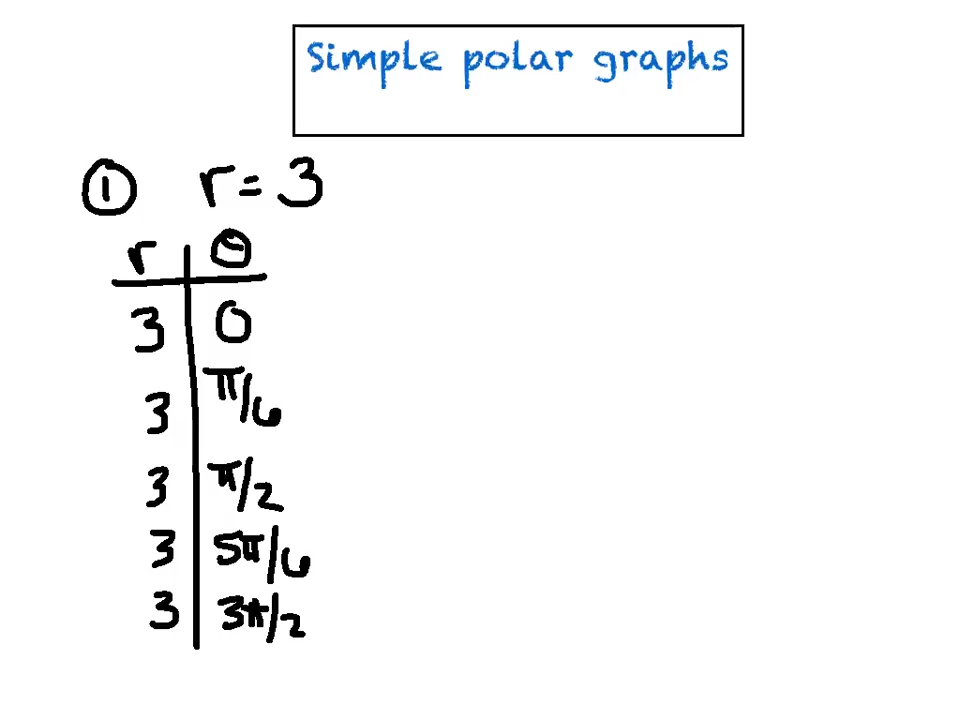 Simple polar graphs
① r = 3
r θ
3 0
3 π/6
3 π/2
3 5π/6
3 3π/2